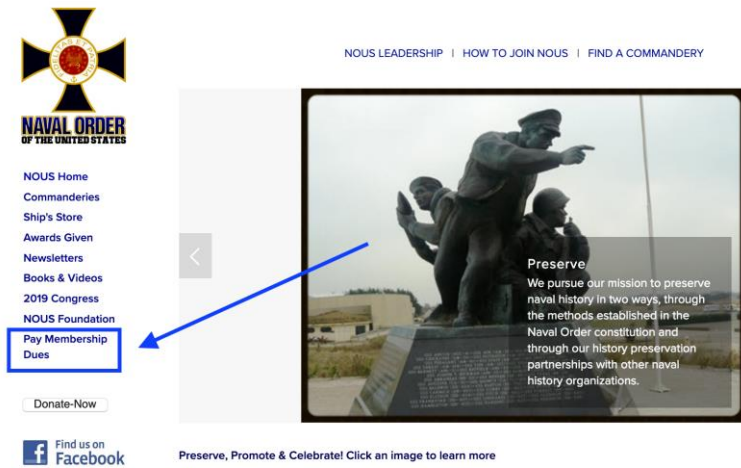 NOUS LEADERSHIP | HOW TO JOIN NOUS | FIND A COMMANDERY
NAVAL ORDER
OF THE UNITED STATES
NOUS Home
Commanderies
Ship's Store
Awards Given
Newsletters
Books & Videos
2019 Congress
NOUS Foundation
Pay Membership
Dues
Donate-Now
Find us on
Facebook
Preserve
We pursue our mission to preserve
naval history in two ways, through
the methods established in the
Naval Order constitution and
through our history preservation
partnerships with other naval
history organizations.
Preserve, Promote & Celebrate! Click an image to learn more